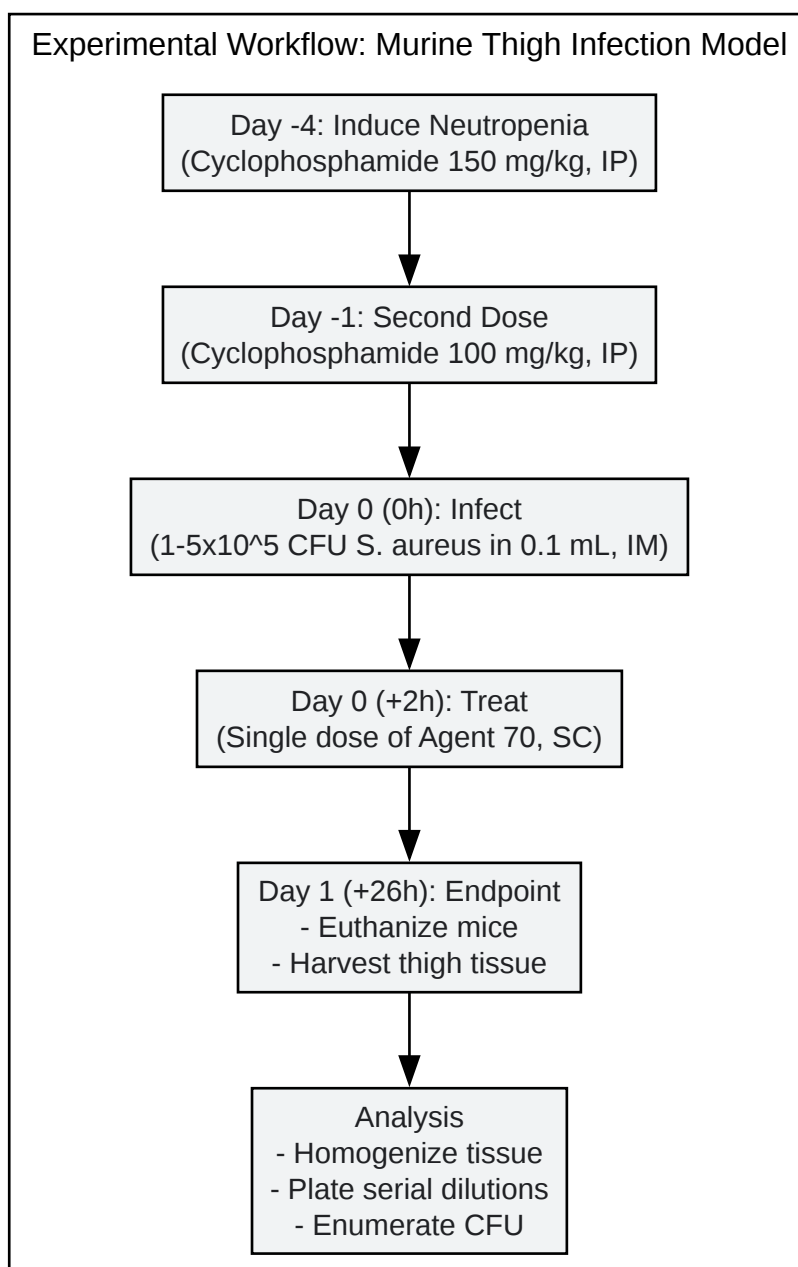 Experimental Workflow: Murine Thigh Infection Model
Day -4: Induce Neutropenia
(Cyclophosphamide 150 mg/kg, IP)
Day -1: Second Dose
(Cyclophosphamide 100 mg/kg, IP)
Day 0 (0h): Infect
(1-5x10^5 CFU S. aureus in 0.1 mL, IM)
Day 0 (+2h): Treat
(Single dose of Agent 70, SC)
Day 1 (+26h): Endpoint
- Euthanize mice
- Harvest thigh tissue
Analysis
- Homogenize tissue
- Plate serial dilutions
- Enumerate CFU